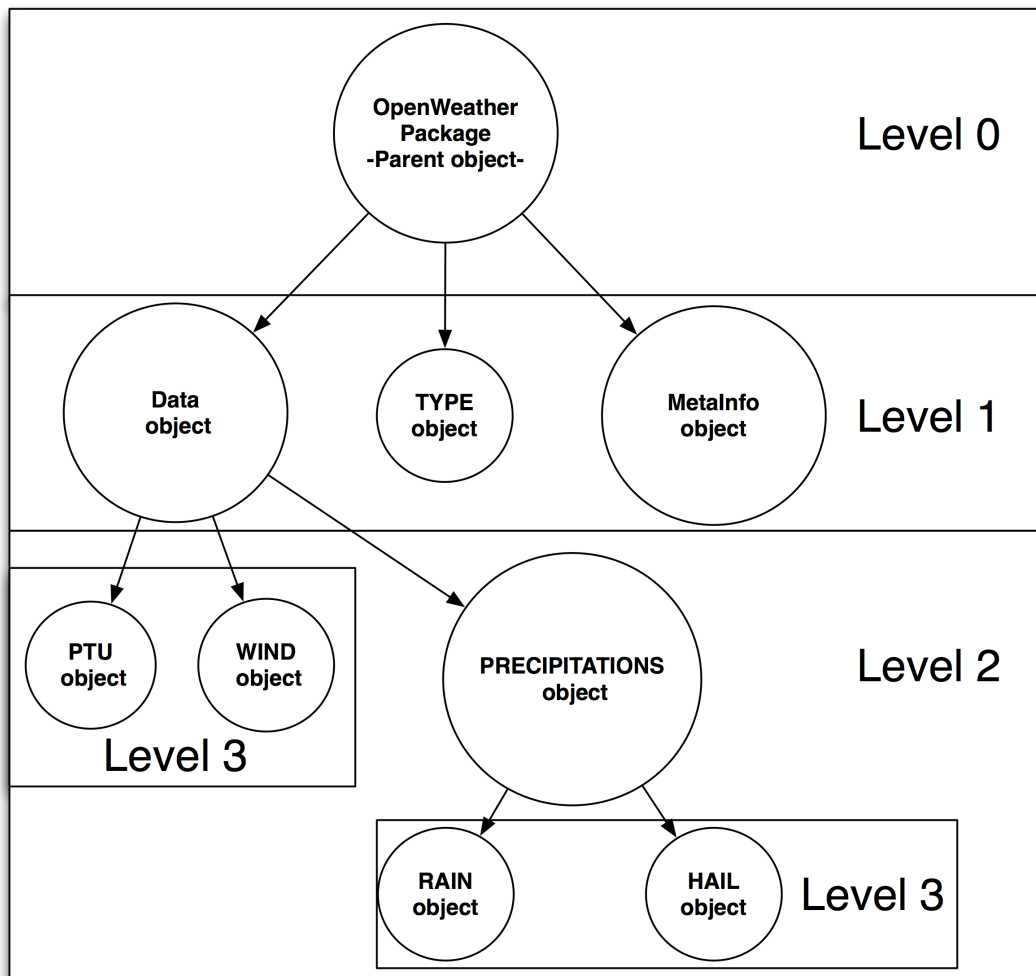 OpenWeather
Package
-Parent object-
Level 0
Data
object
TYPE
object
MetaInfo
object
Level 1
PTU
object
WIND
object
Level 3
PRECIPITATIONS
object
Level 2
RAIN
object
HAIL
object
Level 3